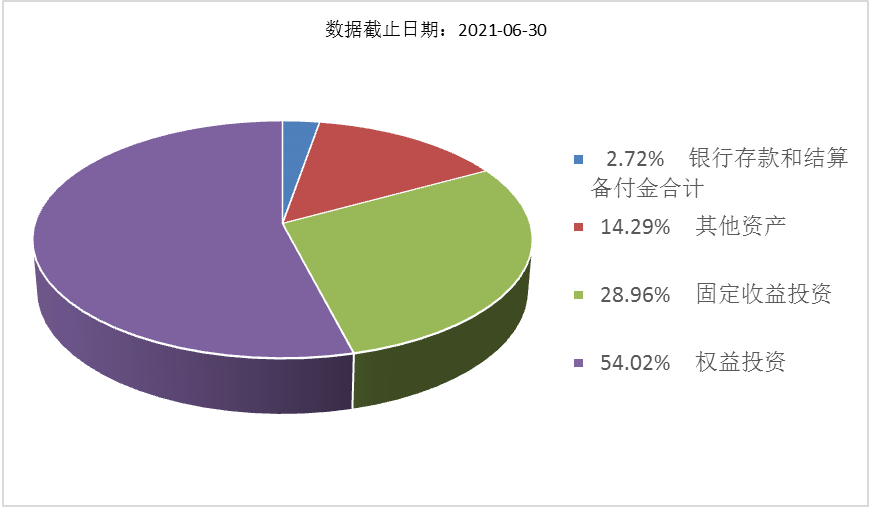 数据截止日期：2021-06-30
2.72% 银行存款和结算
备付金合计
14.29% 其他资产
28.96% 固定收益投资
54.02% 权益投资